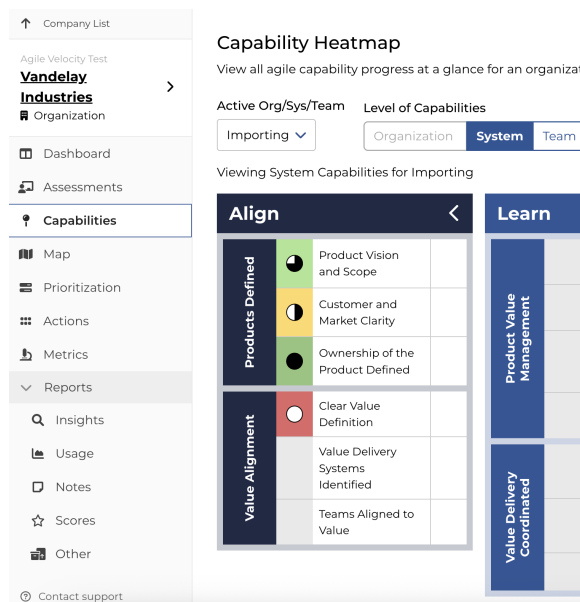 Company List
Agile Velocity Test
Vandelay
Industries
Organization
Dashboard
Assessments
Capabilities
Map
Prioritization
Actions
Metrics
Reports
Insights
Usage
Notes
Scores
Other
Contact support
Capability Heatmap
View all agile capability progress at a glance for an organizat
Active Org/Sys/Team
Level of Capabilities
Importing
Organization
System
Team
Viewing System Capabilities for Importing
Align
Products Defined
Product Vision
and Scope
Customer and
Market Clarity
Ownership of the
Product Defined
Value Alignment
Clear Value
Definition
Value Delivery
Systems
Identified
Teams Aligned to
Value
Learn
Product Value
Management
Value Delivery
Coordinated